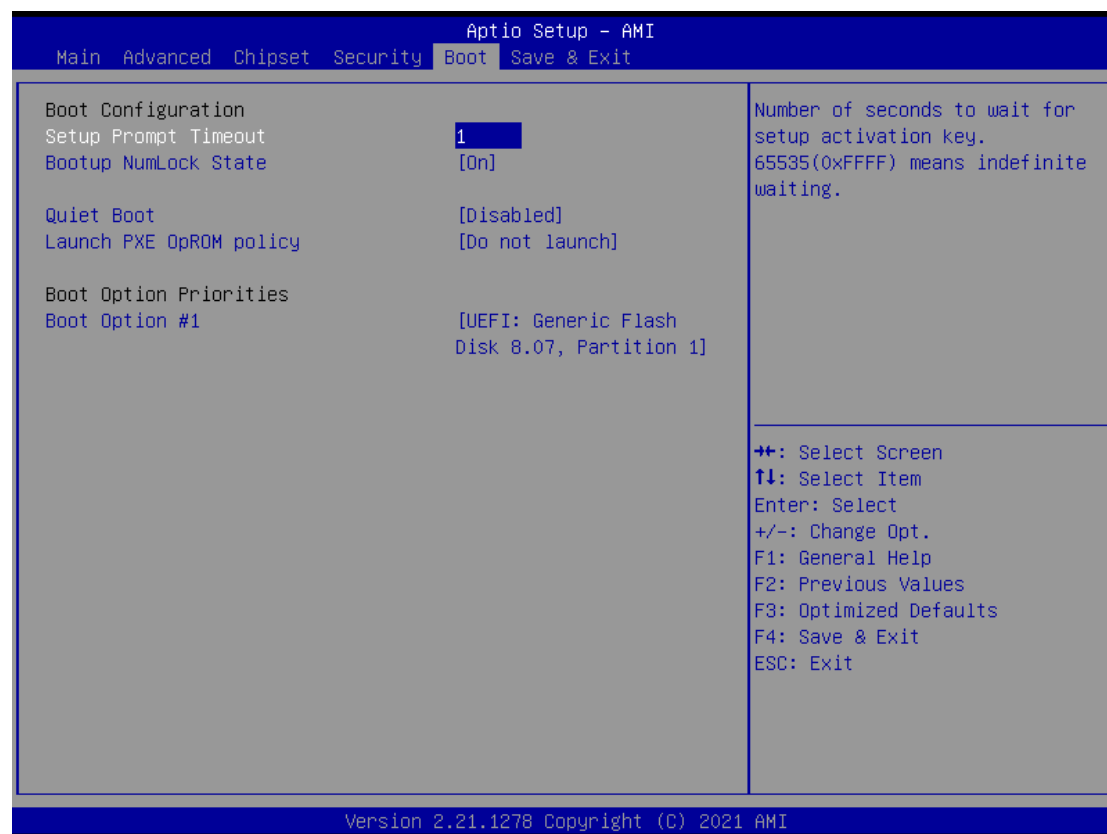 Aptio Setup - AMI
Main Advanced Chipset Security Boot Save & Exit
Boot Configuration
Setup Prompt Timeout 1
Bootup NumLock State [On]
Quiet Boot [Disabled]
Launch PXE OpROM policy [Do not launch]
Boot Option Priorities
Boot Option #1 [UEFI: Generic Flash
Disk 8.07, Partition 1]
Number of seconds to wait for
setup activation key.
65535(0xFFFF) means indefinite
waiting.
→←: Select Screen
↑↓: Select Item
Enter: Select
+/-: Change Opt.
F1: General Help
F2: Previous Values
F3: Optimized Defaults
F4: Save & Exit
ESC: Exit
Version 2.21.1278 Copyright (C) 2021 AMI